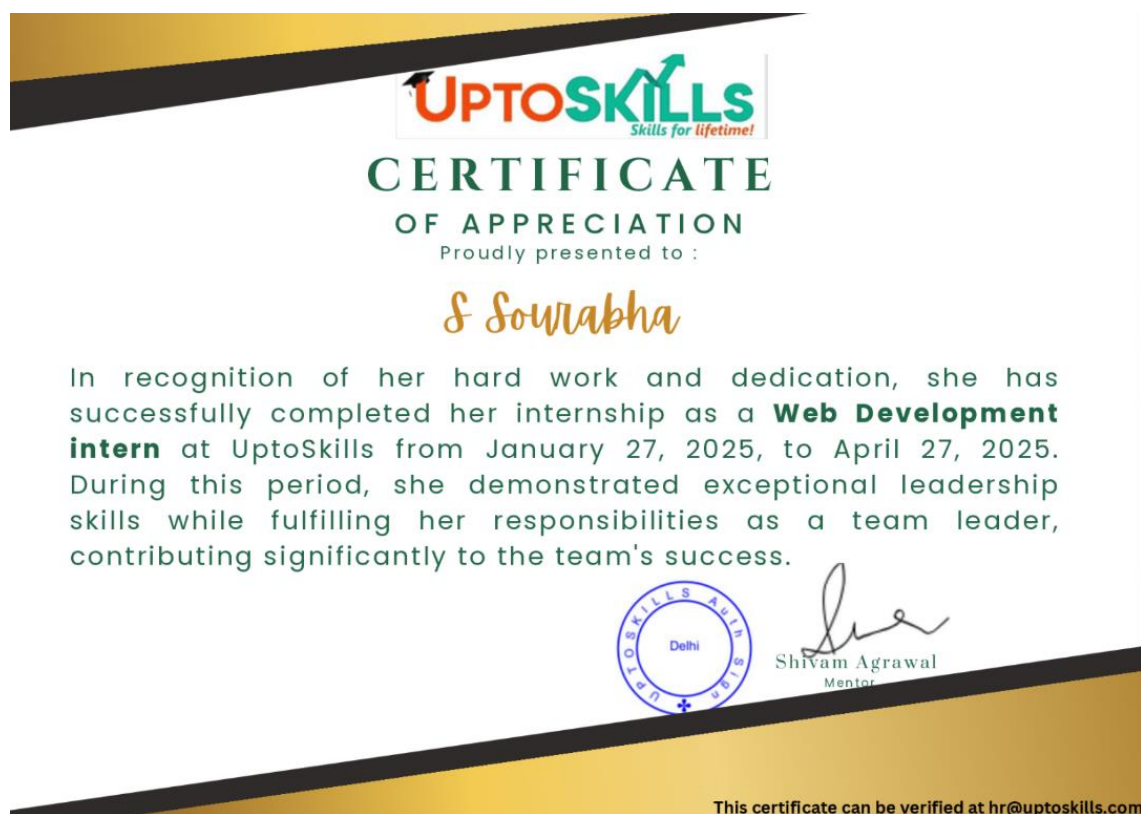 UPTOSKILLS
Skills for lifetime!
CERTIFICATE
OF APPRECIATION
Proudly presented to :
S Sourabha
In recognition of her hard work and dedication, she has
successfully completed her internship as a Web Development
intern at UptoSkills from January 27, 2025, to April 27, 2025.
During this period, she demonstrated exceptional leadership
skills while fulfilling her responsibilities as a team leader,
contributing significantly to the team's success.
UPTOSKILLS Auth Sign
Delhi
Shivam Agrawal
Mentor
This certificate can be verified at hr@uptoskills.com